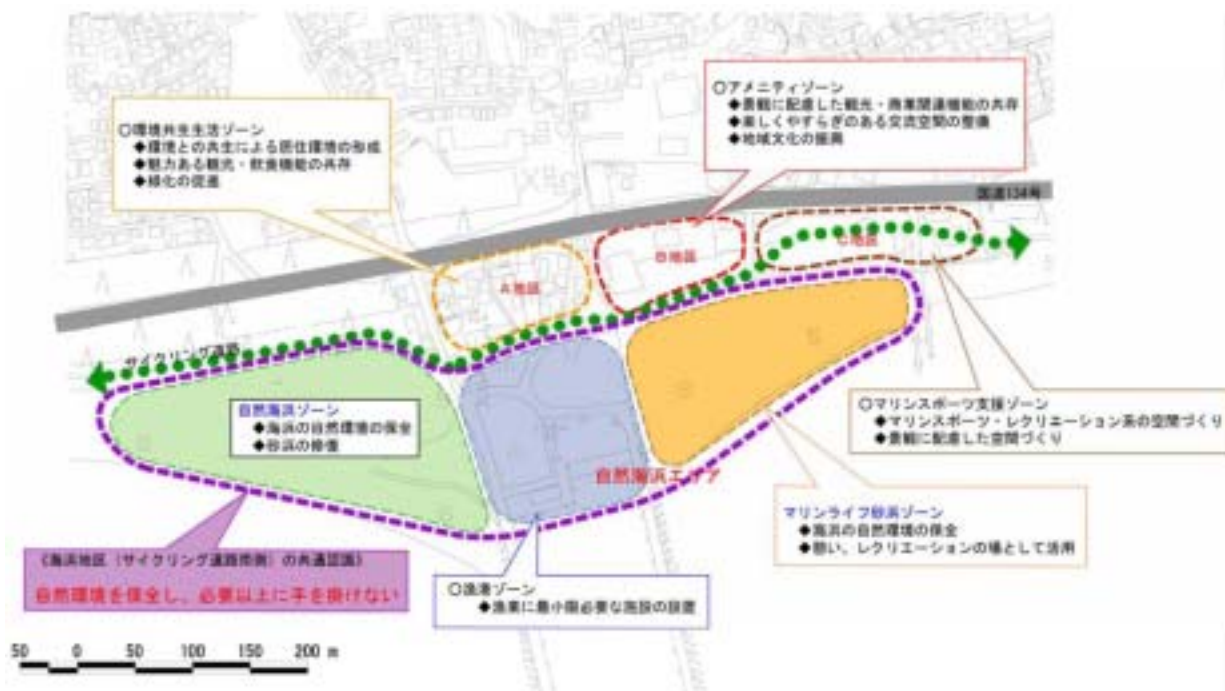 ○アメニティゾーン
◆景観に配慮した観光・商業関連機能の共存
◆楽しくやすらぎのある交流空間の整備
◆地域文化の振興
○環境共生生活ゾーン
◆環境との共生による居住環境の形成
◆魅力ある観光・飲食機能の共存
◆緑化の促進
国道134号
C地区
B地区
A地区
サイクリング道路
自然海浜ゾーン
◆海浜の自然環境の保全
◆砂浜の修復
○マリンスポーツ支援ゾーン
◆マリンスポーツ・レクリエーション系の空間づくり
◆景観に配慮した空間づくり
自然海浜エリア
マリンライフ砂浜ゾーン
◆海浜の自然環境の保全
◆憩い、レクリエーションの場として活用
《海浜地区（サイクリング道路南側）の共通認識》
自然環境を保全し、必要以上に手を掛けない
○漁港ゾーン
◆漁業に最小限必要な施設の設置
50 0 50 100 150 200 m